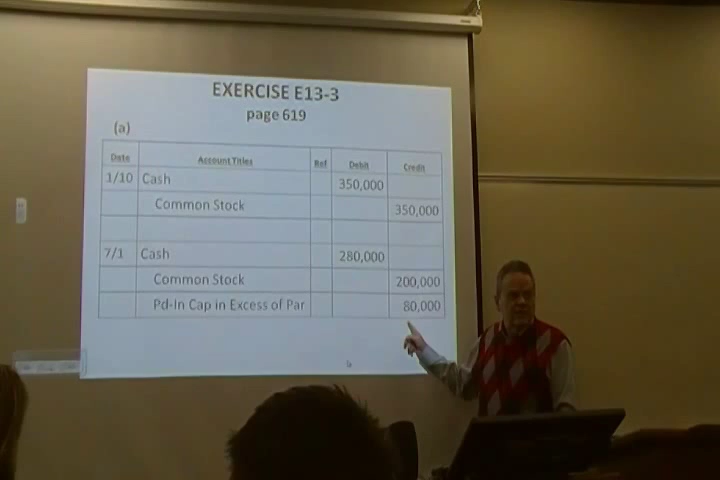 EXERCISE E13-3
page 619
(a)
Date Account Titles Ref Debit Credit
1/10 Cash 350,000
Common Stock 350,000
7/1 Cash 280,000
Common Stock 200,000
Pd-In Cap in Excess of Par 80,000